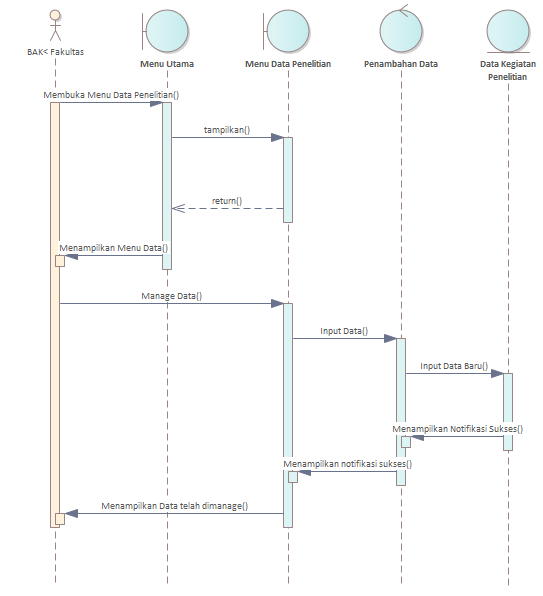 BAK< Fakultas
Menu Utama
Menu Data Penelitian
Penambahan Data
Data Kegiatan
Penelitian
Membuka Menu Data Penelitian()
tampilkan()
return()
Menampilkan Menu Data()
Manage Data()
Input Data()
Input Data Baru()
Menampilkan Notifikasi Sukses()
Menampilkan notifikasi sukses()
Menampilkan Data telah dimanage()